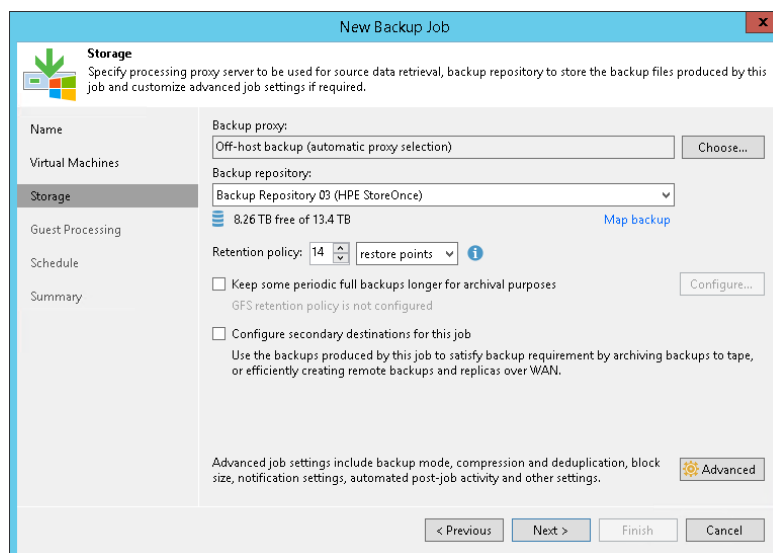 New Backup Job
X
Storage
Specify processing proxy server to be used for source data retrieval, backup repository to store the backup files produced by this
job and customize advanced job settings if required.
Name
Virtual Machines
Storage
Guest Processing
Schedule
Summary
Backup proxy:
Off-host backup (automatic proxy selection)
Choose...
Backup repository:
Backup Repository 03 (HPE StoreOnce)
8.26 TB free of 13.4 TB
Map backup
Retention policy: 14 restore points
Keep some periodic full backups longer for archival purposes
Configure...
GFS retention policy is not configured
Configure secondary destinations for this job
Use the backups produced by this job to satisfy backup requirement by archiving backups to tape,
or efficiently creating remote backups and replicas over WAN.
Advanced job settings include backup mode, compression and deduplication, block
size, notification settings, automated post-job activity and other settings.
Advanced
< Previous
Next >
Finish
Cancel